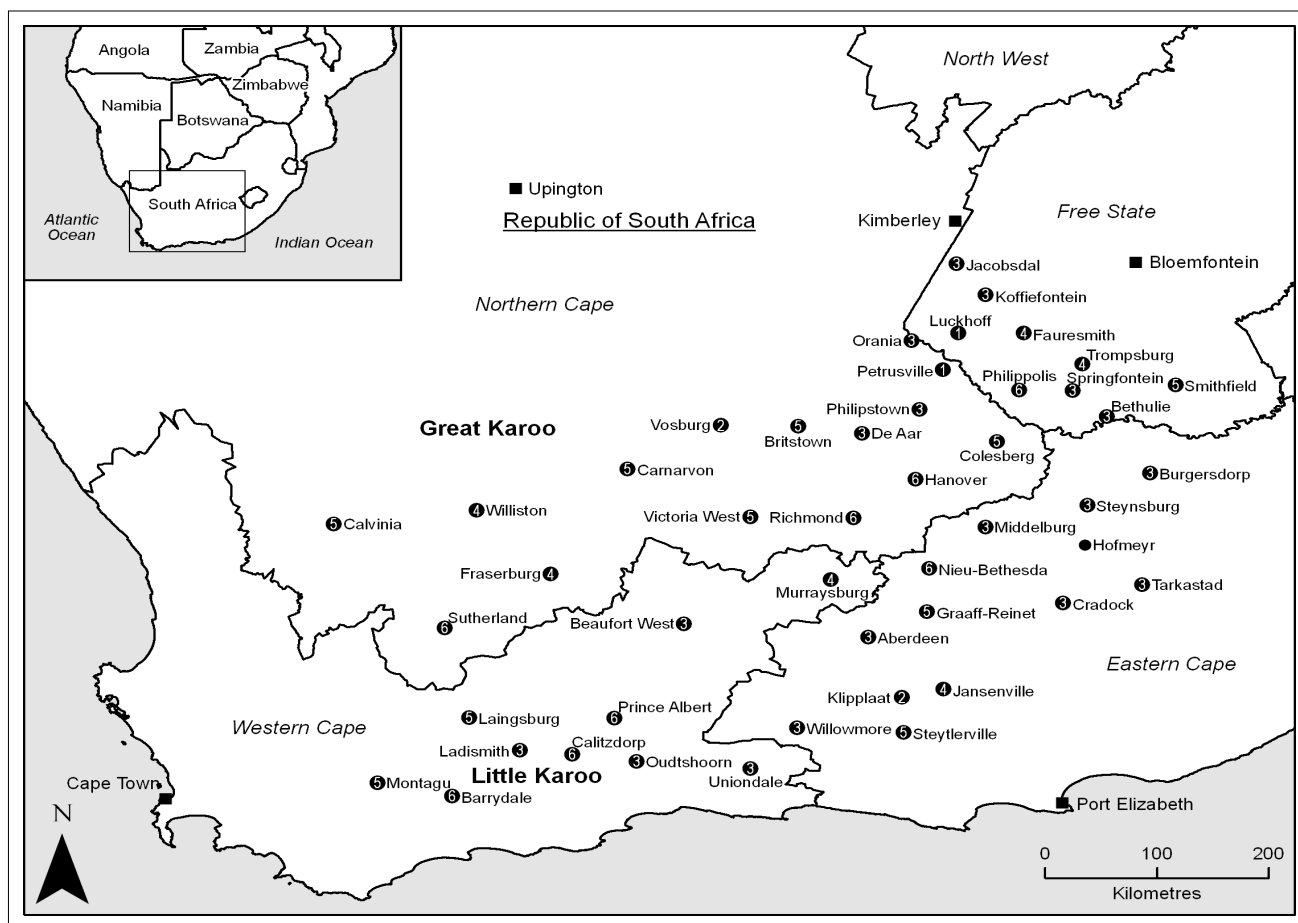 Angola
Zambia
Zimbabwe
Namibia
Botswana
South Africa
Atlantic
Ocean
Indian Ocean
North West
Upington
Republic of South Africa
Kimberley
Free State
Bloemfontein
3 Jacobsdal
Northern Cape
3 Koffiefontein
Luckhoff
1
4 Fauresmith
Orania 3
Trompsburg
4
Petrusville 1
Philippolis
6
Springfontein
3
5 Smithfield
Philipstown 3
Bethulie
3
Great Karoo
Vosburg 2
5
Britstown
3 De Aar
5
Colesberg
5 Carnarvon
6 Hanover
3 Burgersdorp
4 Williston
3 Steynsburg
5 Calvinia
Victoria West 5
Richmond 6
3 Middelburg
Hofmeyr
Fraserburg 4
4
Murraysburg
6 Nieu-Bethesda
3 Tarkastad
3 Cradock
Sutherland
6
Beaufort West 3
5 Graaff-Reinet
3 Aberdeen
Eastern Cape
Klipplaat 2
4 Jansenville
Western Cape
5 Laingsburg
Prince Albert
6
3 Willowmore
5 Steytlerville
Ladismith 3
Calitzdorp
6
3 Oudtshoorn
3
Uniondale
Little Karoo
Cape Town
5 Montagu
6 Barrydale
Port Elizabeth
N
0 100 200
Kilometres